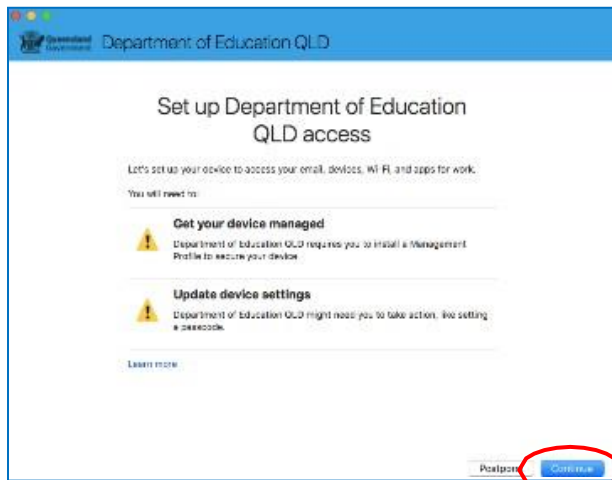 Queensland
Government
Department of Education QLD
Set up Department of Education
QLD access
Let's set up your device to access your email, devices, Wi-Fi, and apps for work.
You will need to:
Get your device managed
Department of Education QLD requires you to install a Management
Profile to secure your device
Update device settings
Department of Education QLD might need you to take action, like setting
a passcode.
Learn more
Postpone
Continue